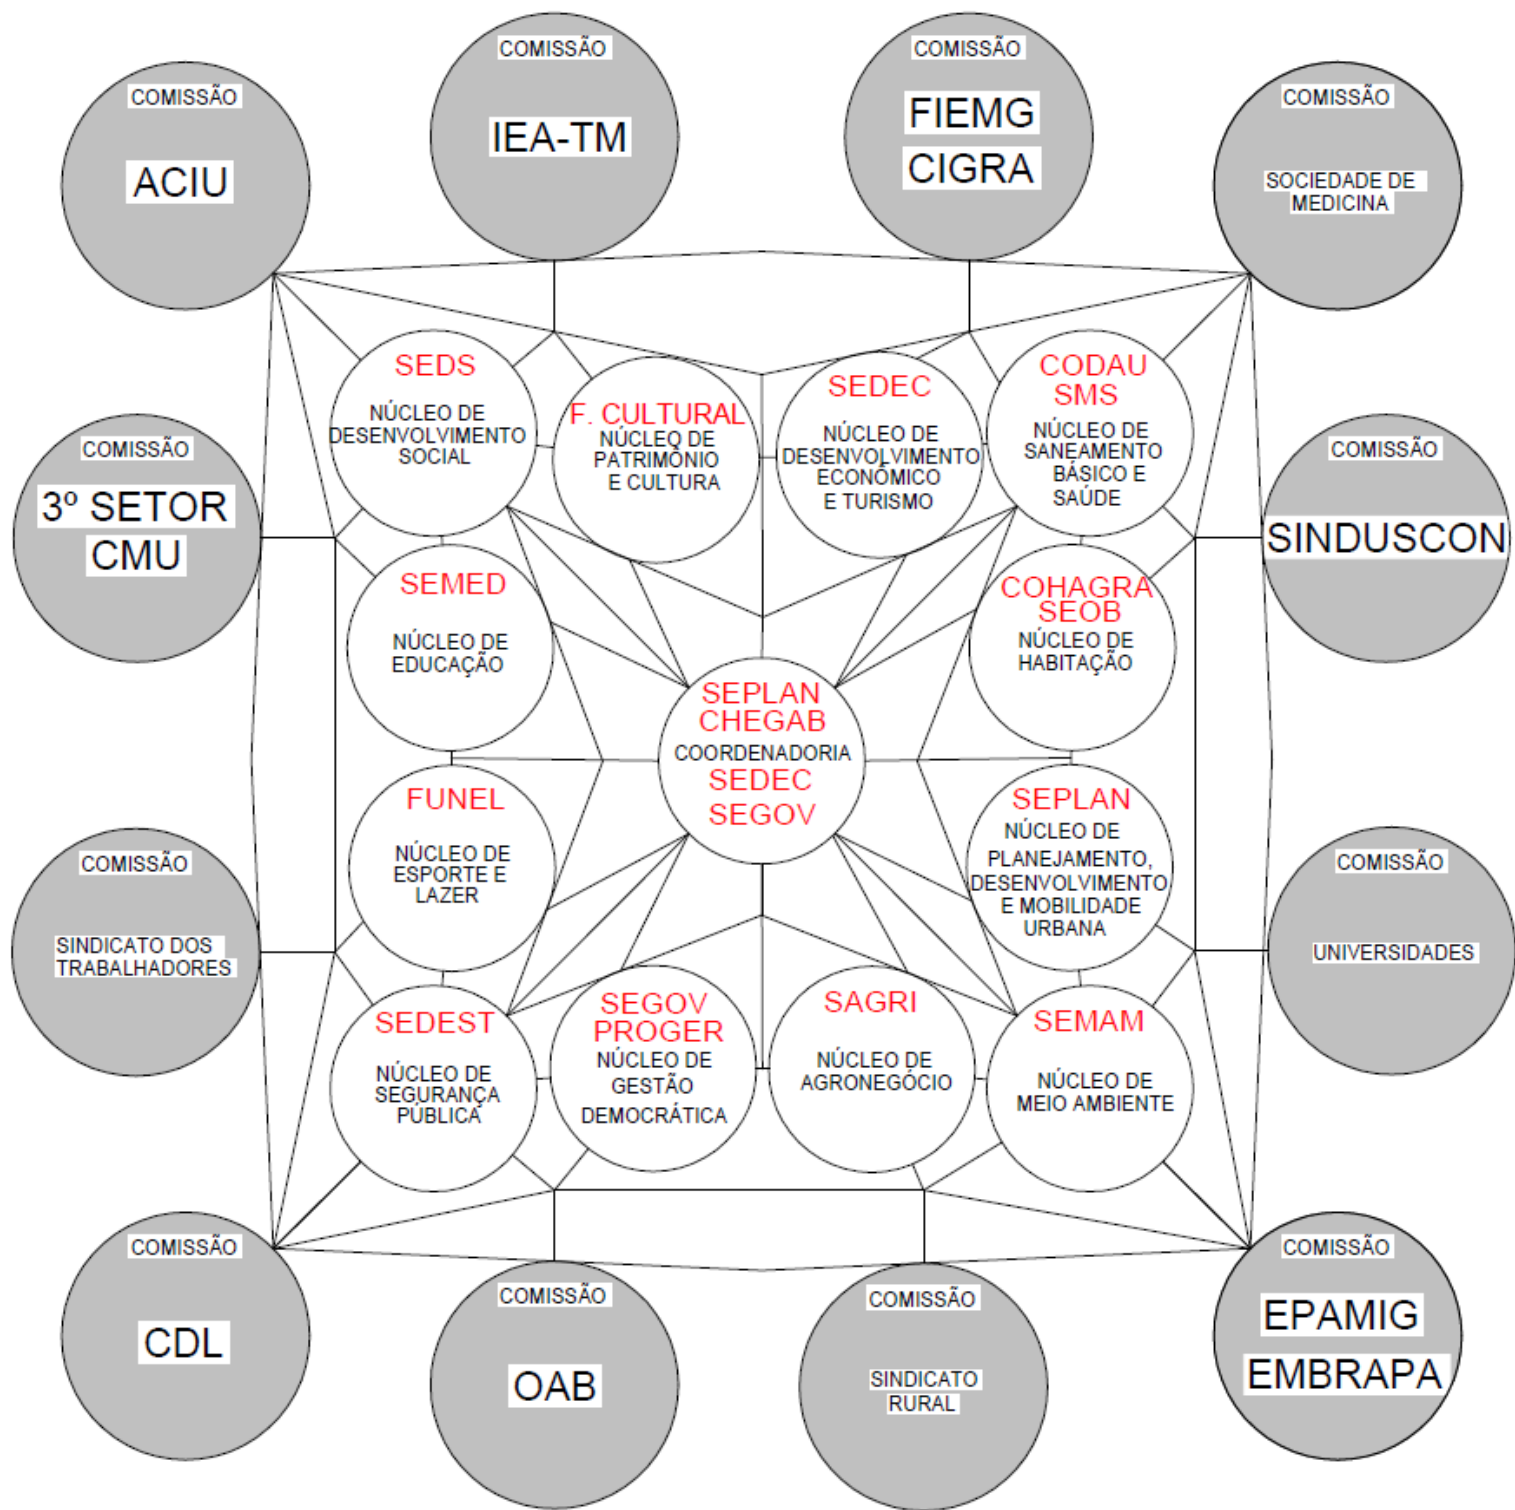 COMISSÃO
ACIU
COMISSÃO
IEA-TM
COMISSÃO
FIEMG
CIGRA
COMISSÃO
SOCIEDADE DE
MEDICINA
SEDS
NÚCLEO DE
DESENVOLVIMENTO
SOCIAL
F. CULTURAL
NÚCLEO DE
PATRIMÔNIO
E CULTURA
SEDEC
NÚCLEO DE
DESENVOLVIMENTO
ECONÔMICO
E TURISMO
CODAU
SMS
NÚCLEO DE
SANEAMENTO
BÁSICO E
SAÚDE
COMISSÃO
3º SETOR
CMU
COMISSÃO
SINDUSCON
SEMED
NÚCLEO DE
EDUCAÇÃO
COHAGRA
SEOB
NÚCLEO DE
HABITAÇÃO
SEPLAN
CHEGAB
COORDENADORIA
SEDEC
SEGOV
FUNEL
NÚCLEO DE
ESPORTE E
LAZER
SEPLAN
NÚCLEO DE
PLANEJAMENTO,
DESENVOLVIMENTO
E MOBILIDADE
URBANA
COMISSÃO
SINDICATO DOS
TRABALHADORES
COMISSÃO
UNIVERSIDADES
SEDEST
NÚCLEO DE
SEGURANÇA
PÚBLICA
SEGOV
PROGER
NÚCLEO DE
GESTÃO
DEMOCRÁTICA
SAGRI
NÚCLEO DE
AGRONEGÓCIO
SEMAM
NÚCLEO DE
MEIO AMBIENTE
COMISSÃO
CDL
COMISSÃO
OAB
COMISSÃO
SINDICATO
RURAL
COMISSÃO
EPAMIG
EMBRAPA